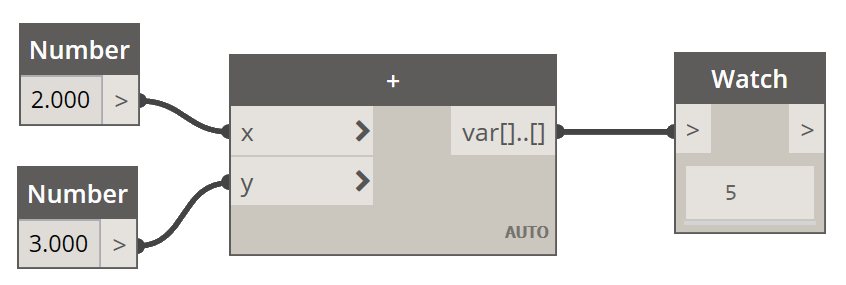 Number
2.000 >
Number
3.000 >
+
x
y
var[]..[]
AUTO
Watch
> >
5